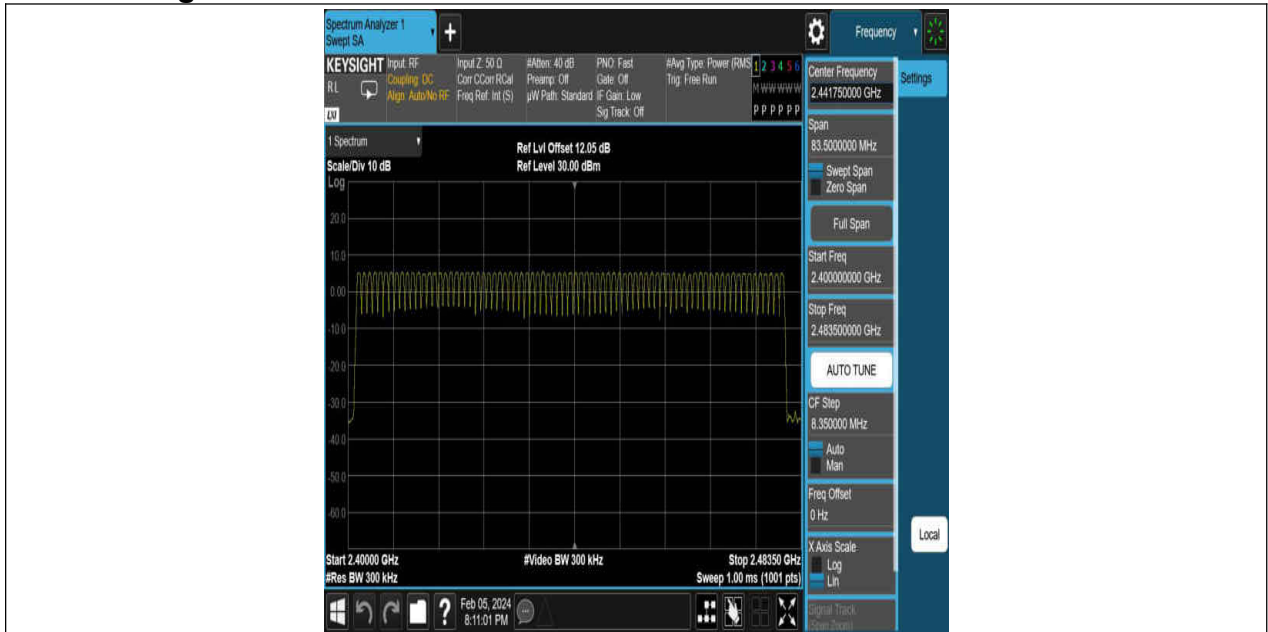 Spectrum Analyzer 1
Swept SA
+
Frequency
KEYSIGHT
RL
LXI
Input: RF
Coupling: DC
Align: Auto/No RF
Input Z: 50 Ω
Corr CCorr RCal
Freq Ref: Int (S)
#Atten: 40 dB
Preamp: Off
µW Path: Standard
PNO: Fast
Gate: Off
IF Gain: Low
Sig Track: Off
#Avg Type: Power (RMS
Trig: Free Run
1 2 3 4 5 6
M W W W W W
P P P P P P
Center Frequency
2.441750000 GHz
Settings
Span
83.5000000 MHz
Swept Span
Zero Span
Full Span
Start Freq
2.400000000 GHz
Stop Freq
2.483500000 GHz
AUTO TUNE
CF Step
8.350000 MHz
Auto
Man
Freq Offset
0 Hz
X Axis Scale
Log
Lin
Signal Track
(Span Zoom)
Local
1 Spectrum
Scale/Div 10 dB
Ref Lvl Offset 12.05 dB
Ref Level 30.00 dBm
Log
20.0
10.0
0.00
-10.0
-20.0
-30.0
-40.0
-50.0
-60.0
Start 2.40000 GHz
#Res BW 300 kHz
#Video BW 300 kHz
Stop 2.48350 GHz
Sweep 1.00 ms (1001 pts)
?
Feb 05, 2024
8:11:01 PM